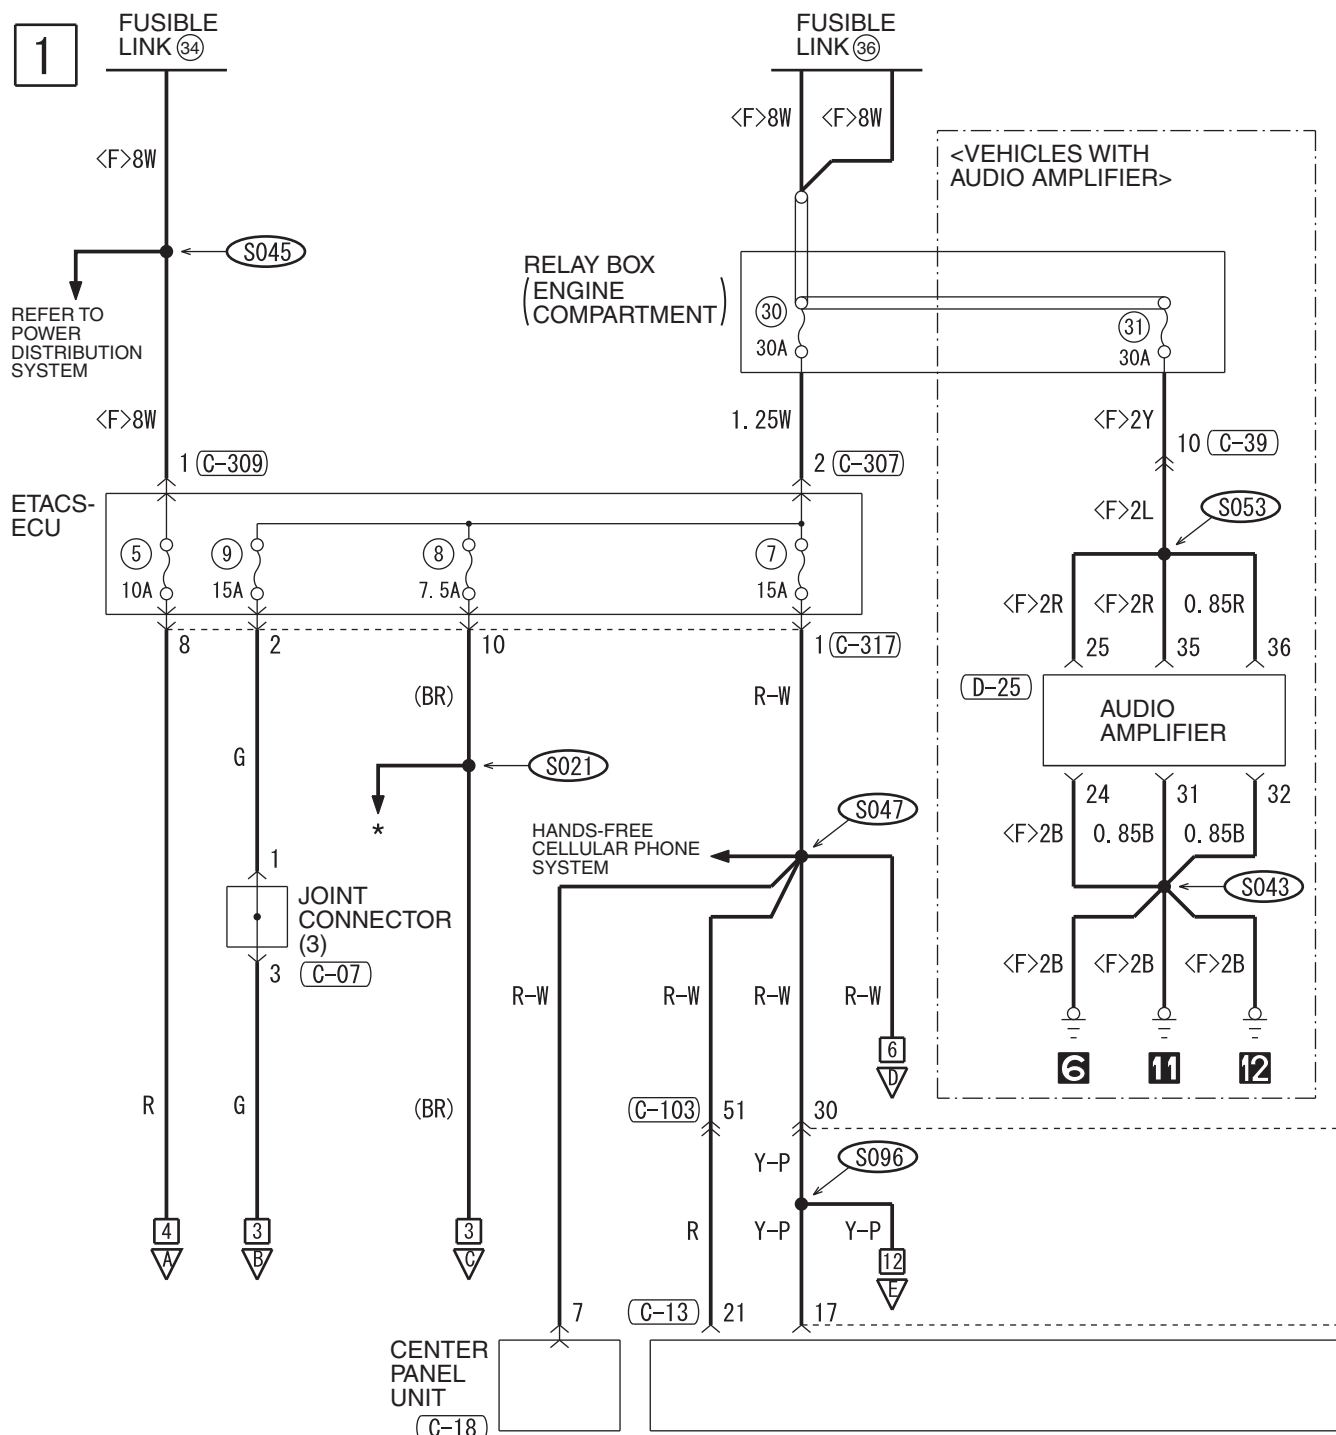 1
FUSIBLE
LINK 34
FUSIBLE
LINK 36
<F>8W
<F>8W
<F>8W
<VEHICLES WITH
AUDIO AMPLIFIER>
S045
RELAY BOX
(ENGINE
COMPARTMENT)
REFER TO
POWER
DISTRIBUTION
SYSTEM
30
30A
31
30A
<F>8W
1.25W
<F>2Y
1 C-309
2 C-307
10 C-39
ETACS-
ECU
<F>2L
S053
5
10A
9
15A
8
7.5A
7
15A
<F>2R
<F>2R
0.85R
8
2
10
1 C-317
25
35
36
D-25
AUDIO
AMPLIFIER
(BR)
R-W
G
S021
*
24
31
32
S047
HANDS-FREE
CELLULAR PHONE
SYSTEM
<F>2B
0.85B
0.85B
1
S043
JOINT
CONNECTOR
(3)
3 C-07
<F>2B
<F>2B
<F>2B
R-W
R-W
R-W
R-W
6
D
6
11
12
R
G
(BR)
C-103
51
30
Y-P
S096
R
Y-P
Y-P
4
A
3
B
3
C
12
E
7
C-13
21
17
CENTER
PANEL
UNIT
C-18